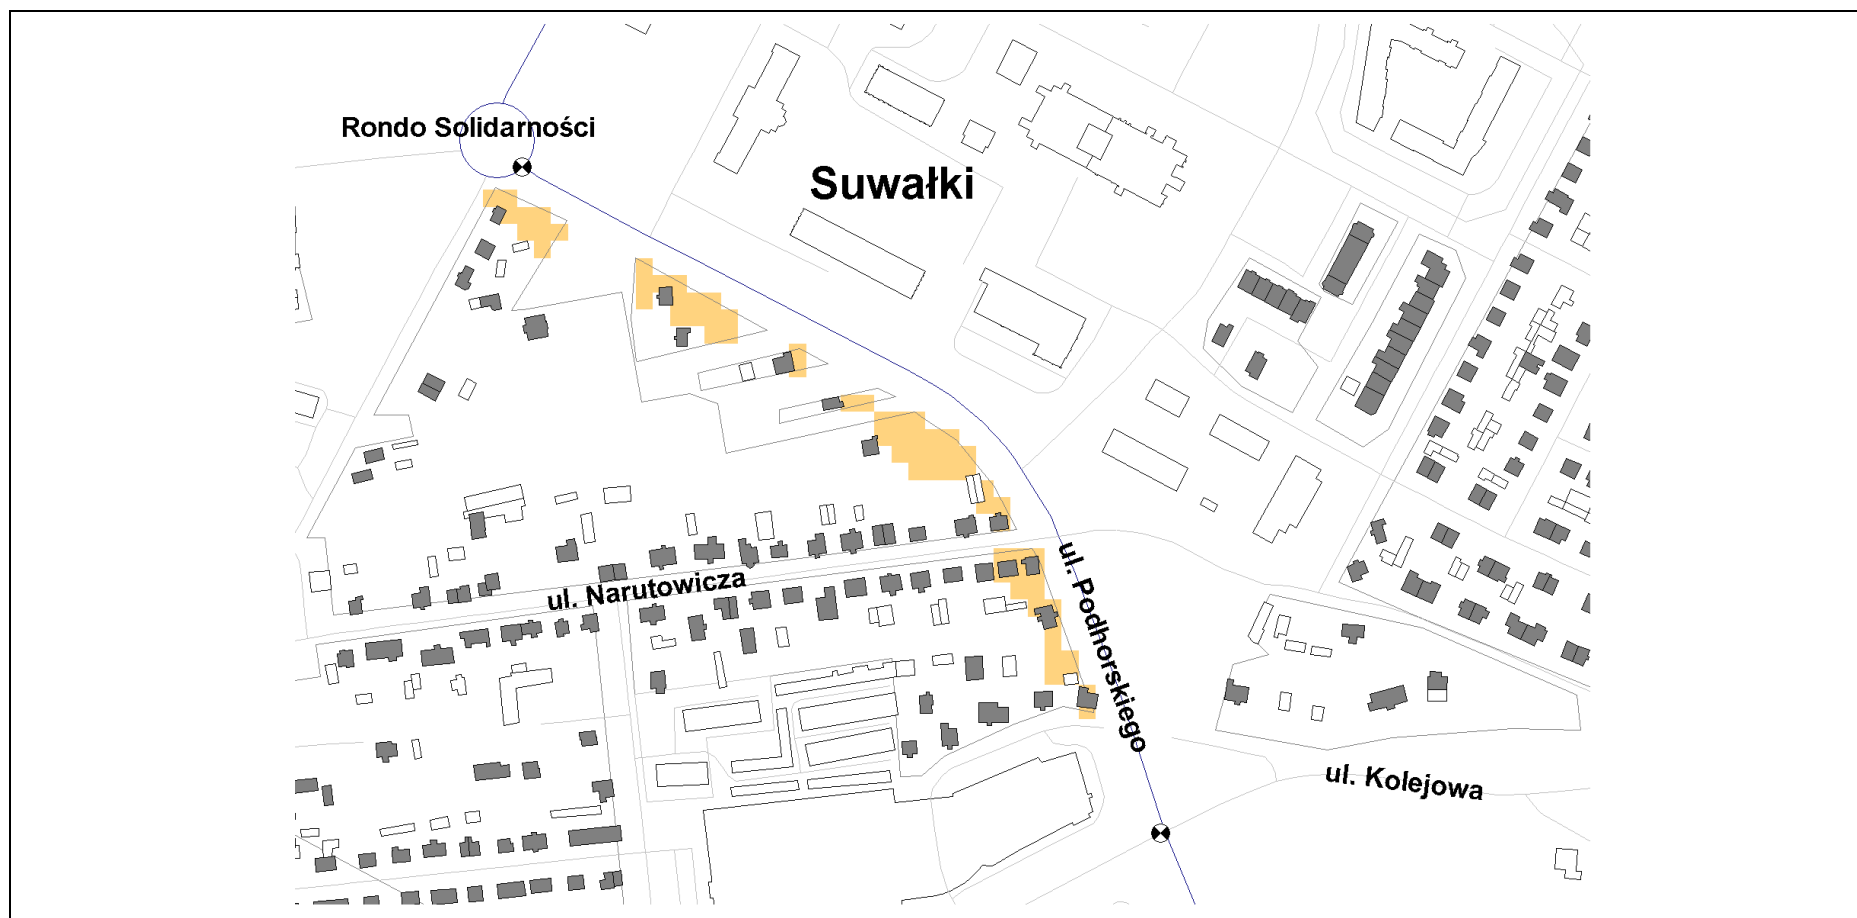 Rondo Solidarności
Suwałki
ul. Narutowicza
ul. Podhorskiego
ul. Kolejowa